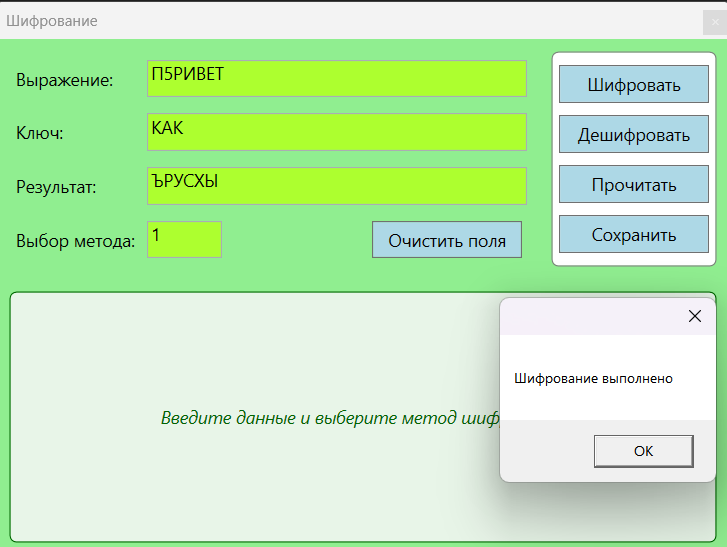 Шифрование
Выражение:
П5РИВЕТ
Ключ:
КАК
Результат:
ЪРУСХЫ
Выбор метода:
1
Очистить поля
Шифровать
Дешифровать
Прочитать
Сохранить
Введите данные и выберите метод шиф
Шифрование выполнено
OK